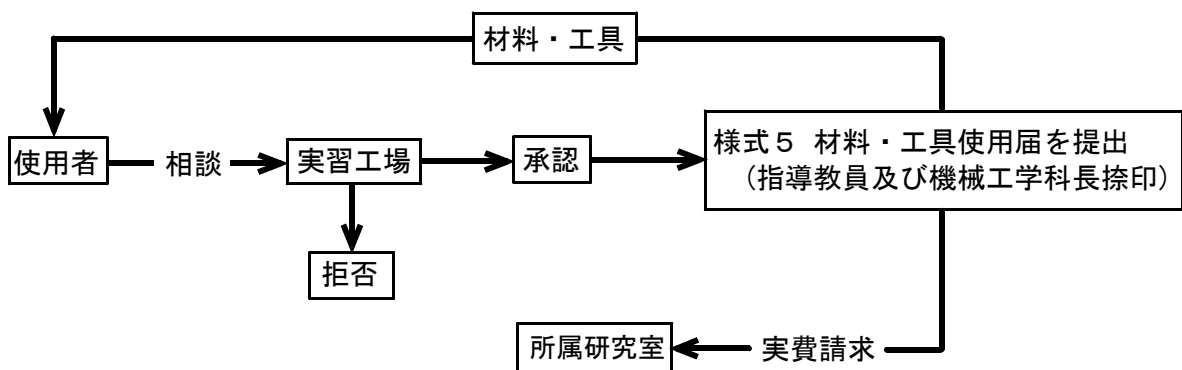 材料・工具
使用者
相談
実習工場
承認
様式５ 材料・工具使用届を提出
（指導教員及び機械工学科長捺印）
拒否
所属研究室
実費請求